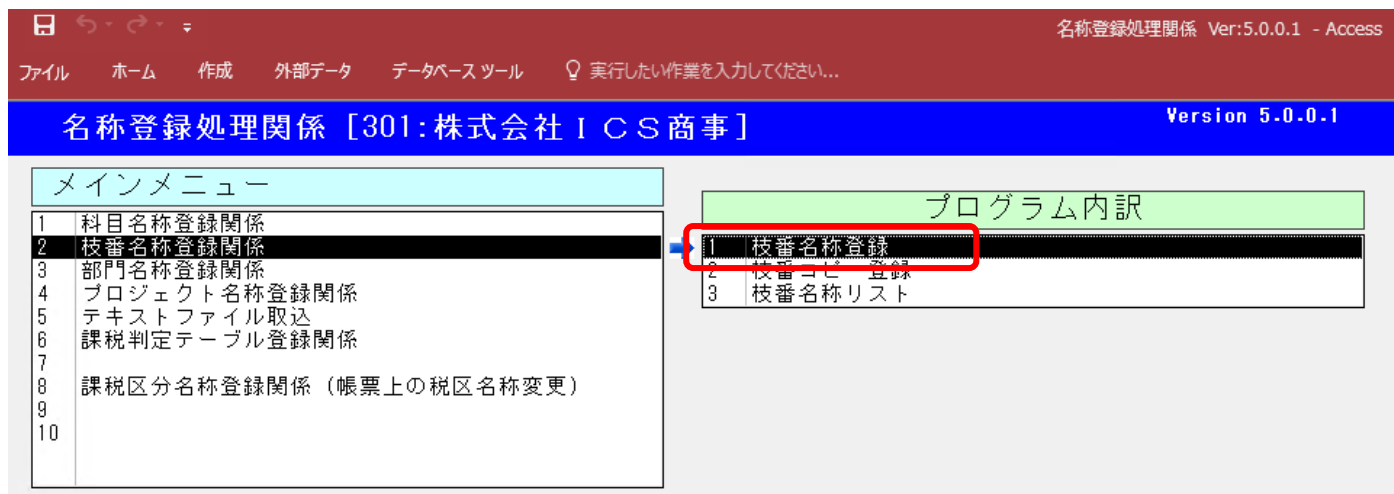 名称登録処理関係 Ver:5.0.0.1 - Access
ファイル ホーム 作成 外部データ データベース ツール 実行したい作業を入力してください...
名称登録処理関係 [301:株式会社ＩＣＳ商事]
Version 5.0.0.1
メインメニュー
1 科目名称登録関係
2 枝番名称登録関係
3 部門名称登録関係
4 プロジェクト名称登録関係
5 テキストファイル取込
6 課税判定テーブル登録関係
7
8 課税区分名称登録関係（帳票上の税区名称変更）
9
10
プログラム内訳
1 枝番名称登録
2 枝番コピー登録
3 枝番名称リスト